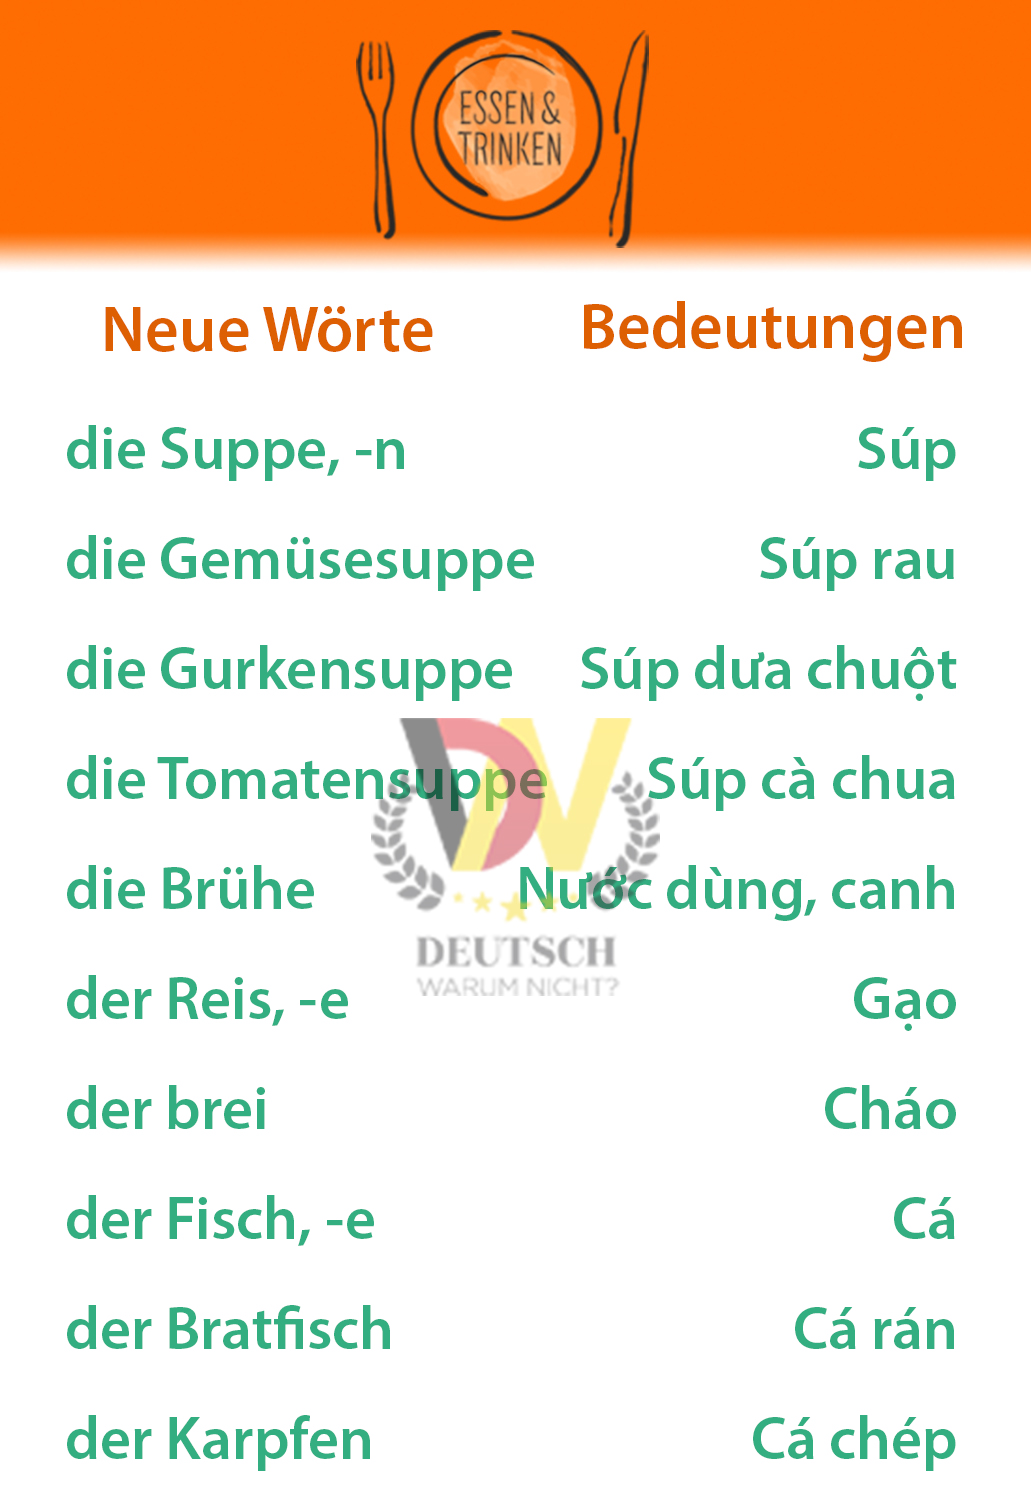 ESSEN &
TRINKEN
Neue Wörte Bedeutungen
die Suppe, -n Súp
die Gemüsesuppe Súp rau
die Gurkensuppe Súp dưa chuột
die Tomatensuppe Súp cà chua
die Brühe Nước dùng, canh
DEUTSCH
WARUM NICHT?
der Reis, -e Gạo
der brei Cháo
der Fisch, -e Cá
der Bratfisch Cá rán
der Karpfen Cá chép